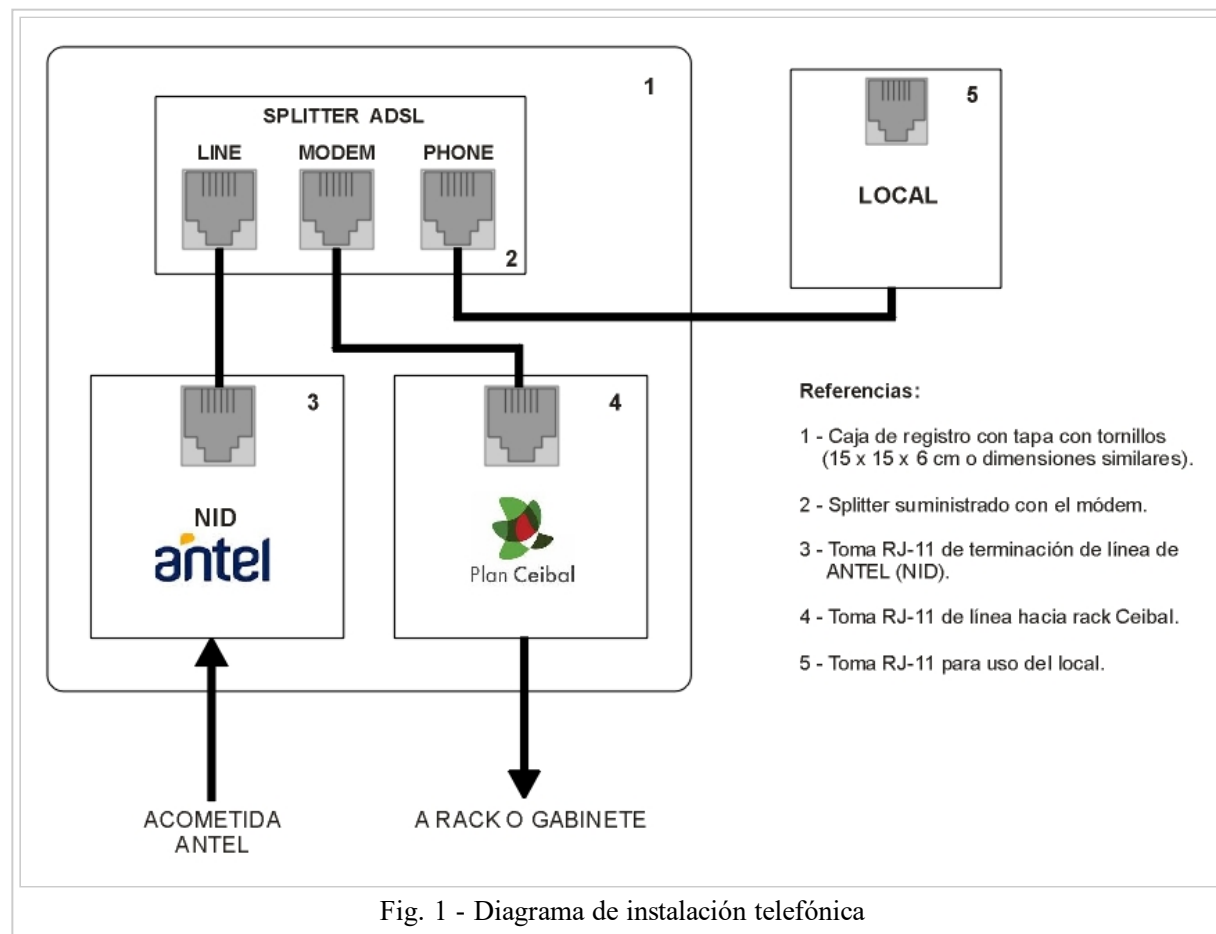 1
SPLITTER ADSL
LINE MODEM PHONE
2
5
LOCAL
3
NID
antel
4
Plan Ceibal
ACOMETIDA
ANTEL
A RACK O GABINETE
Referencias:
1 - Caja de registro con tapa con tornillos
(15 x 15 x 6 cm o dimensiones similares).
2 - Splitter suministrado con el módem.
3 - Toma RJ-11 de terminación de línea de
ANTEL (NID).
4 - Toma RJ-11 de línea hacia rack Ceibal.
5 - Toma RJ-11 para uso del local.
Fig. 1 - Diagrama de instalación telefónica